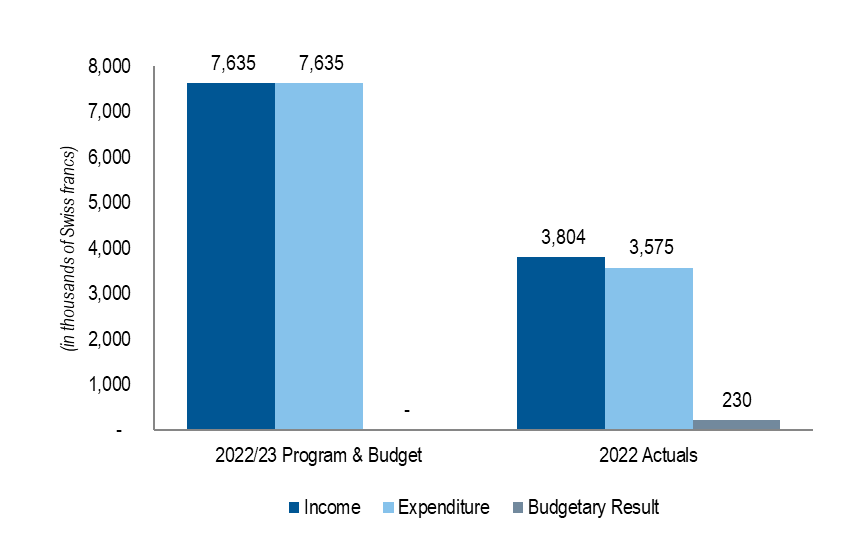 (in thousands of Swiss francs)
8,000
7,000
6,000
5,000
4,000
3,000
2,000
1,000
-
7,635 7,635 -
3,804 3,575 230
2022/23 Program & Budget 2022 Actuals
Income Expenditure Budgetary Result